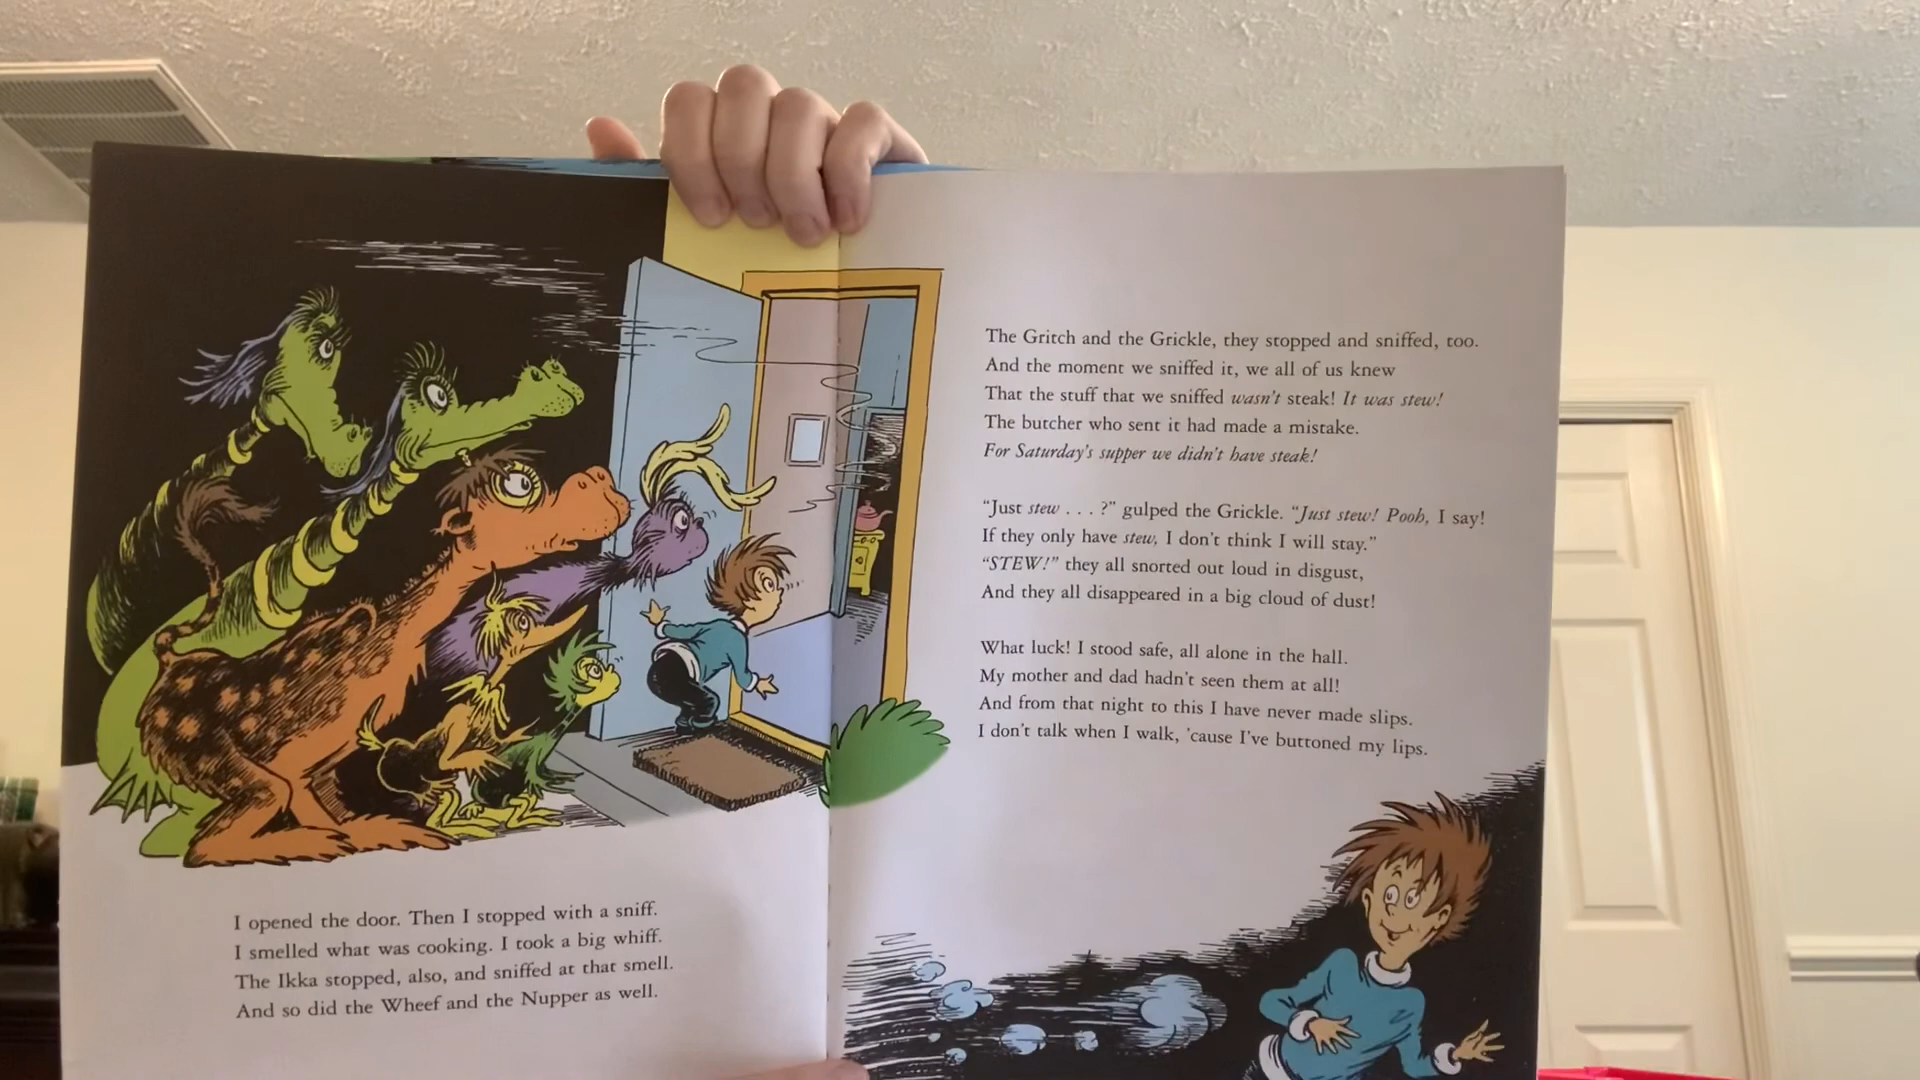 I opened the door. Then I stopped with a sniff.
I smelled what was cooking. I took a big whiff.
The Ikka stopped, also, and sniffed at that smell.
And so did the Wheef and the Nupper as well.
The Gritch and the Grickle, they stopped and sniffed, too.
And the moment we sniffed it, we all of us knew
That the stuff that we sniffed wasn't steak! It was stew!
The butcher who sent it had made a mistake.
For Saturday's supper we didn't have steak!
“Just stew . . . ?” gulped the Grickle. “Just stew! Pooh, I say!
If they only have stew, I don't think I will stay.”
“STEW!” they all snorted out loud in disgust,
And they all disappeared in a big cloud of dust!
What luck! I stood safe, all alone in the hall.
My mother and dad hadn't seen them at all!
And from that night to this I have never made slips.
I don't talk when I walk, 'cause I've buttoned my lips.